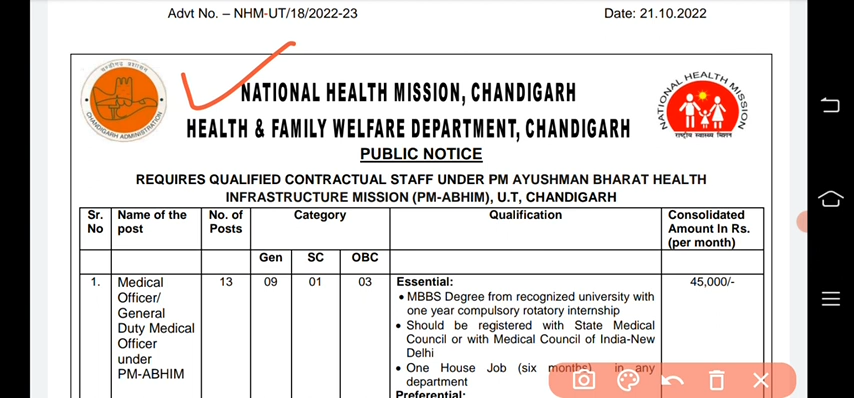 Advt No. – NHM-UT/18/2022-23 Date: 21.10.2022
चण्डीगढ़ प्रशासन
CHANDIGARH ADMINISTRATION
NATIONAL HEALTH MISSION, CHANDIGARH
HEALTH & FAMILY WELFARE DEPARTMENT, CHANDIGARH
NATIONAL HEALTH MISSION
राष्ट्रीय स्वास्थ्य मिशन
PUBLIC NOTICE
REQUIRES QUALIFIED CONTRACTUAL STAFF UNDER PM AYUSHMAN BHARAT HEALTH
INFRASTRUCTURE MISSION (PM-ABHIM), U.T, CHANDIGARH
Sr. Name of the No. of Category Qualification Consolidated
No post Posts Amount In Rs.
(per month)
Gen SC OBC
1. Medical 13 09 01 03 Essential: 45,000/-
Officer/ • MBBS Degree from recognized university with
General one year compulsory rotatory internship
Duty Medical • Should be registered with State Medical
Officer Council or with Medical Council of India-New
under Delhi
PM-ABHIM • One House Job (six months) in any
department
Preferential: